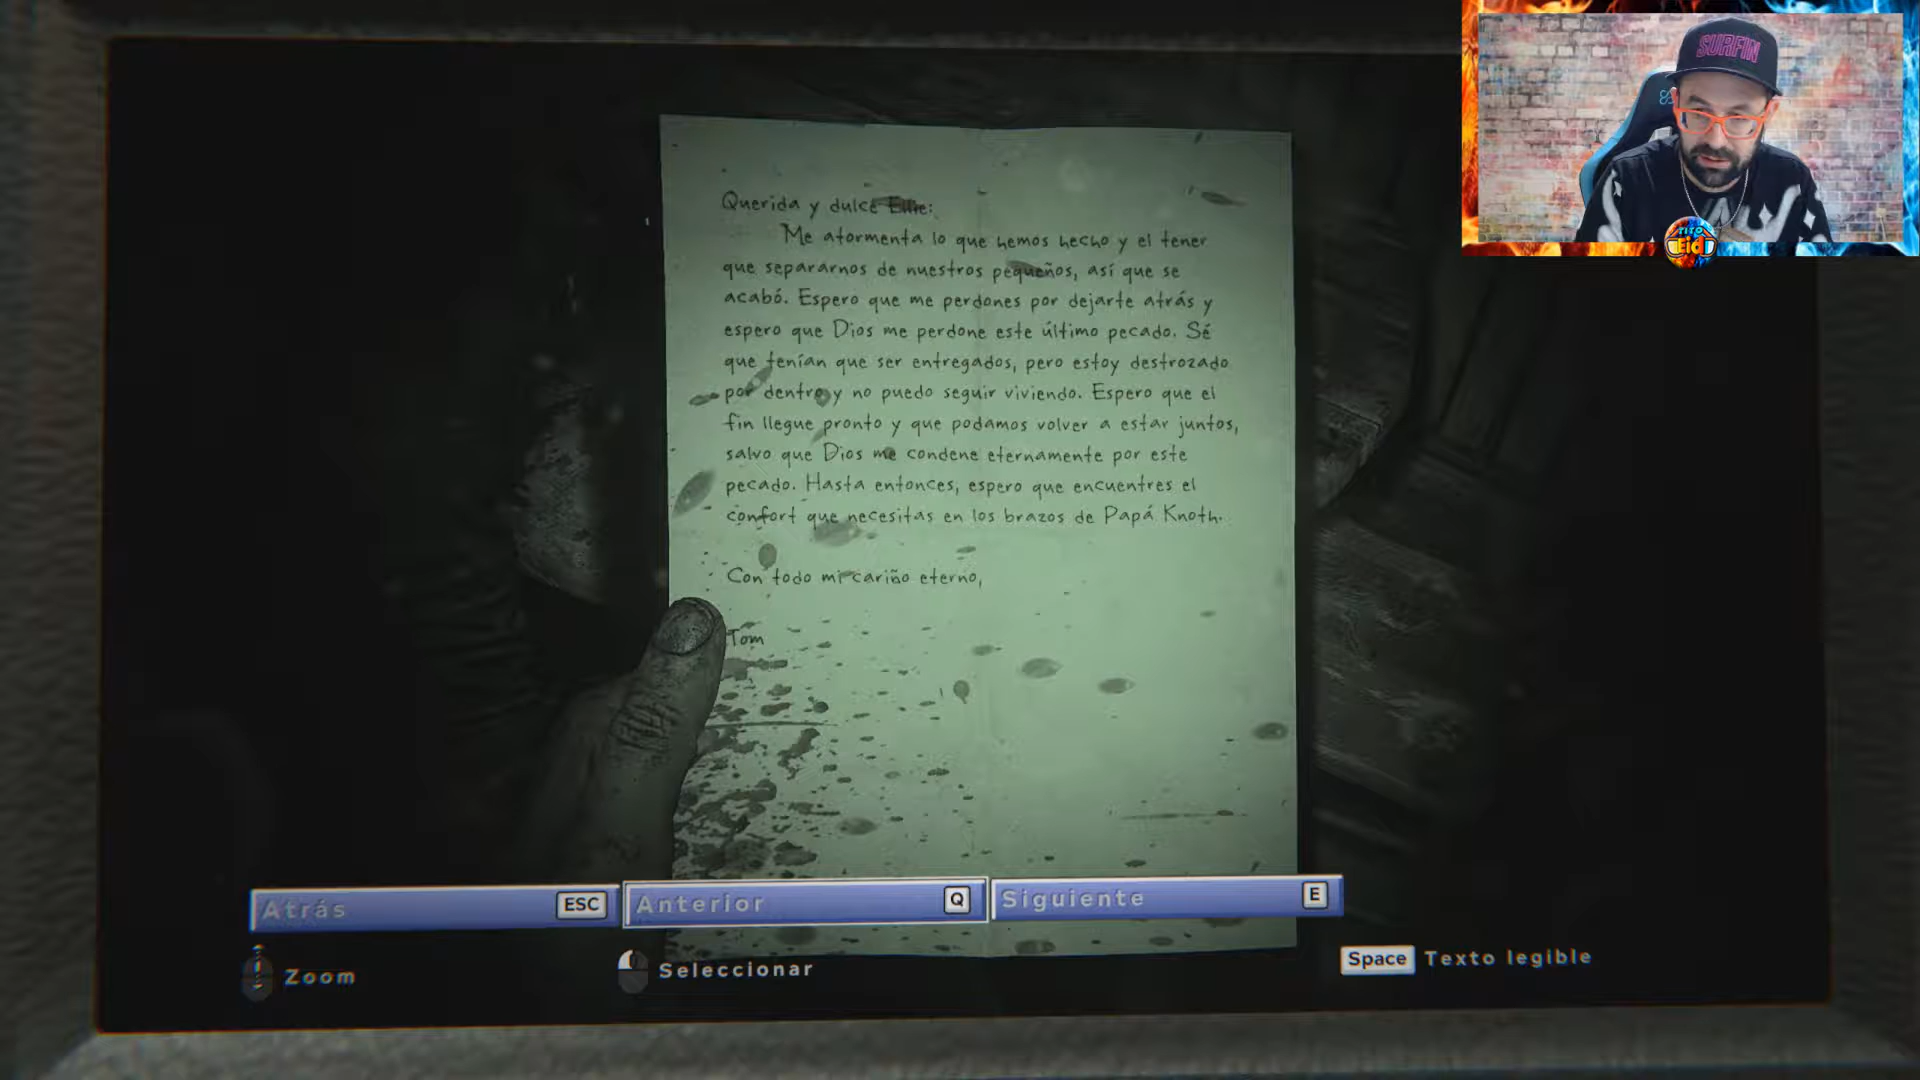 SURFIN
TITO
Eid
Querida y dulce Ellie:
Me atormenta lo que hemos hecho y el tener
que separarnos de nuestros pequeños, así que se
acabó. Espero que me perdones por dejarte atrás y
espero que Dios me perdone este último pecado. Sé
que tenían que ser entregados, pero estoy destrozado
por dentro y no puedo seguir viviendo. Espero que el
fin llegue pronto y que podamos volver a estar juntos,
salvo que Dios me condene eternamente por este
pecado. Hasta entonces, espero que encuentres el
confort que necesitas en los brazos de Papá Knoth.
Con todo mi cariño eterno,
Tom
Atrás ESC Anterior Q Siguiente E
Zoom Seleccionar Space Texto legible